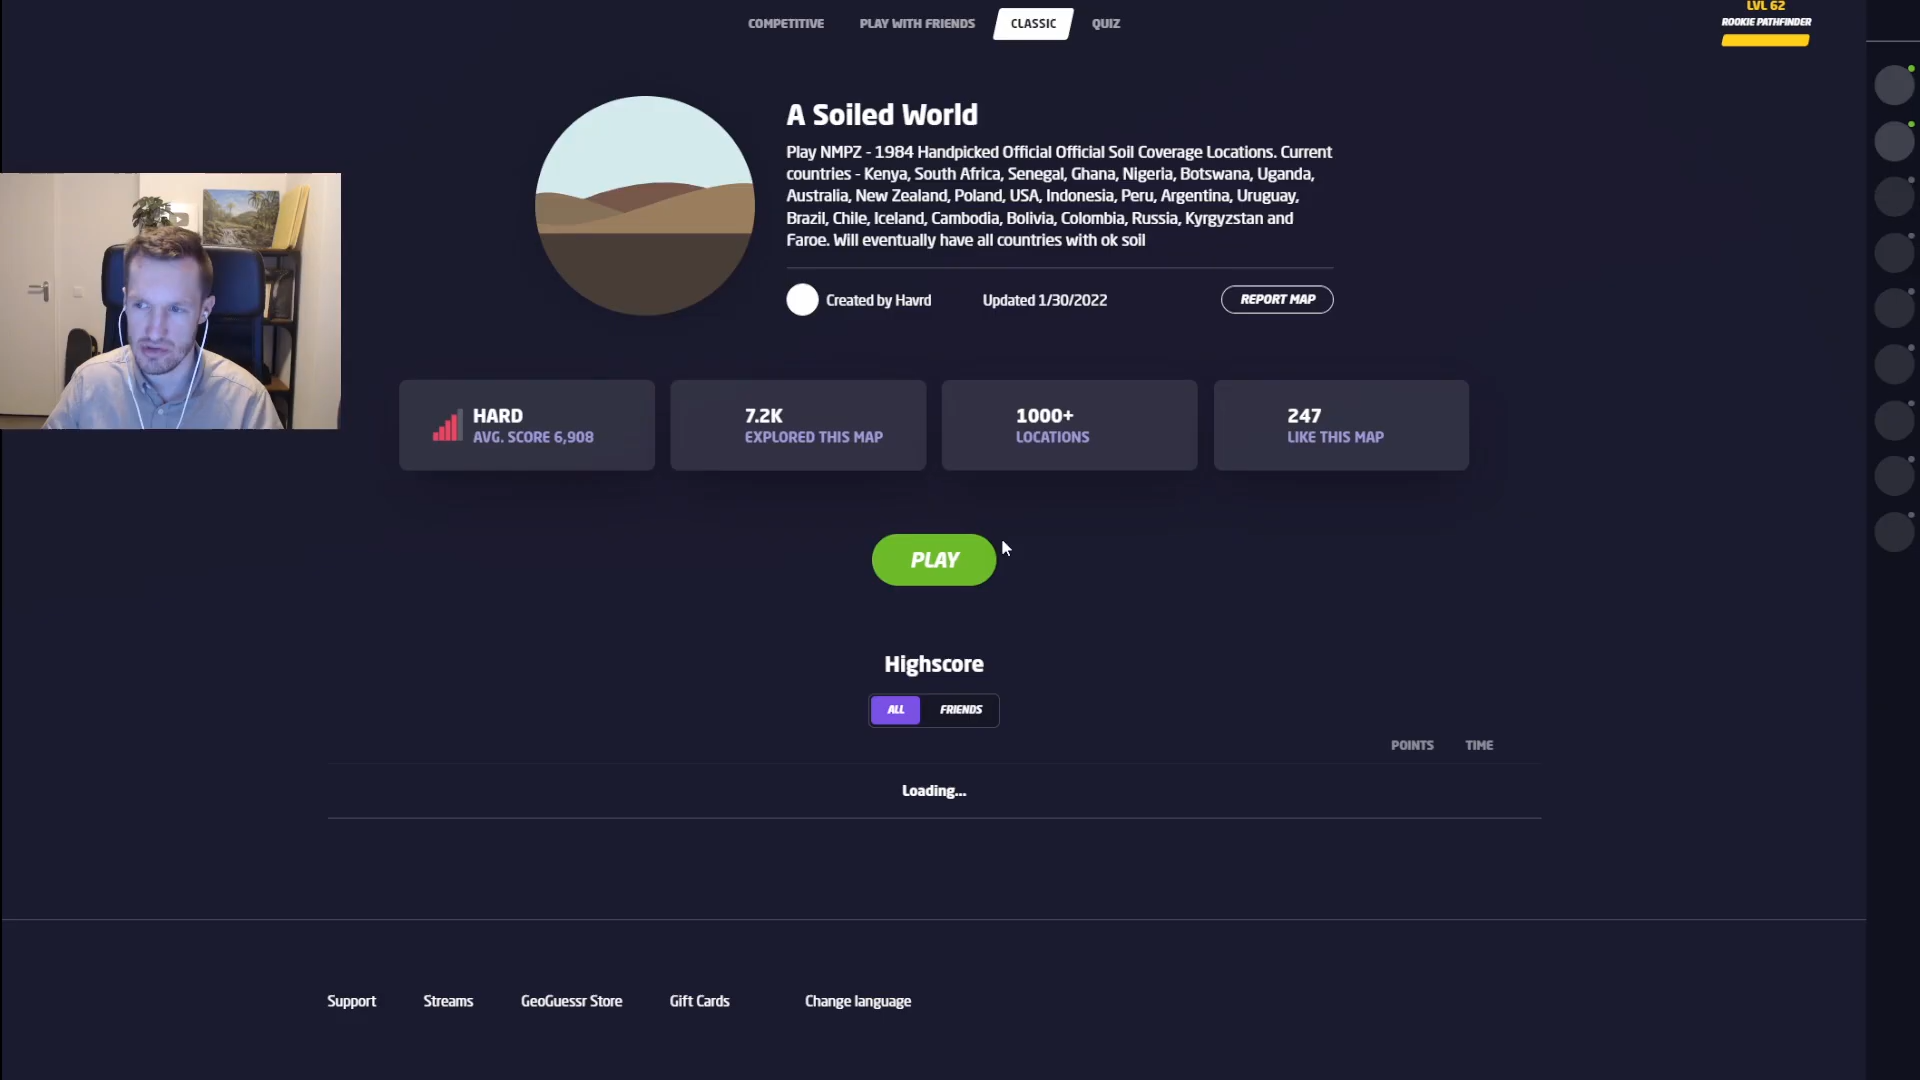 COMPETITIVE PLAY WITH FRIENDS CLASSIC QUIZ
LVL 62
ROOKIE PATHFINDER
A Soiled World
Play NMPZ - 1984 Handpicked Official Official Soil Coverage Locations. Current
countries - Kenya, South Africa, Senegal, Ghana, Nigeria, Botswana, Uganda,
Australia, New Zealand, Poland, USA, Indonesia, Peru, Argentina, Uruguay,
Brazil, Chile, Iceland, Cambodia, Bolivia, Colombia, Russia, Kyrgyzstan and
Faroe. Will eventually have all countries with ok soil
Created by Havrd Updated 1/30/2022 REPORT MAP
HARD
AVG. SCORE 6,908
7.2K
EXPLORED THIS MAP
1000+
LOCATIONS
247
LIKE THIS MAP
PLAY
Highscore
ALL FRIENDS
POINTS TIME
Loading...
Support Streams GeoGuessr Store Gift Cards Change language